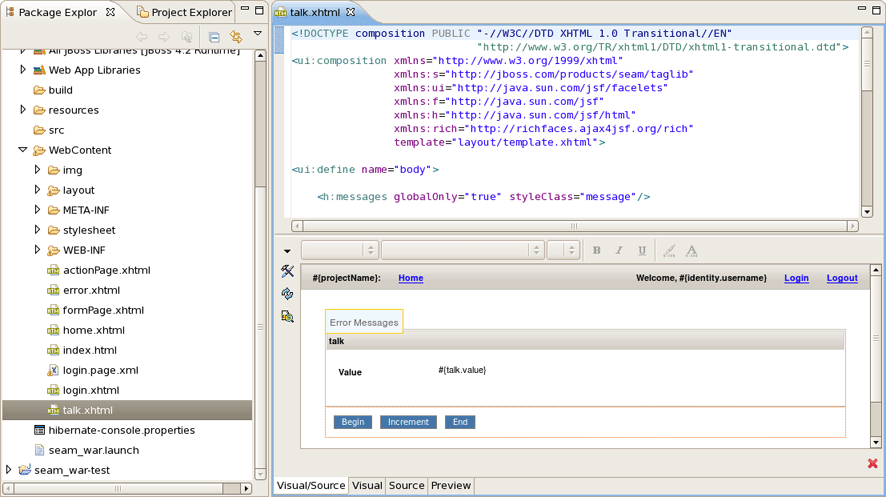 Package Explor
Project Explorer
All JBoss Libraries [JBoss 4.2 Runtime]
Web App Libraries
build
resources
src
WebContent
img
layout
META-INF
stylesheet
WEB-INF
actionPage.xhtml
error.xhtml
formPage.xhtml
home.xhtml
index.html
login.page.xml
login.xhtml
talk.xhtml
hibernate-console.properties
seam_war.launch
seam_war-test
talk.xhtml
<!DOCTYPE composition PUBLIC "-//W3C//DTD XHTML 1.0 Transitional//EN"
"http://www.w3.org/TR/xhtml1/DTD/xhtml1-transitional.dtd">
<ui:composition xmlns="http://www.w3.org/1999/xhtml"
xmlns:s="http://jboss.com/products/seam/taglib"
xmlns:ui="http://java.sun.com/jsf/facelets"
xmlns:f="http://java.sun.com/jsf"
xmlns:h="http://java.sun.com/jsf/html"
xmlns:rich="http://richfaces.ajax4jsf.org/rich"
template="layout/template.xhtml">
<ui:define name="body">
<h:messages globalOnly="true" styleClass="message"/>
B I U A
#{projectName}: Home Welcome, #{identity.username} Login Logout
Error Messages
talk
Value #{talk.value}
Begin Increment End
Visual/Source Visual Source Preview